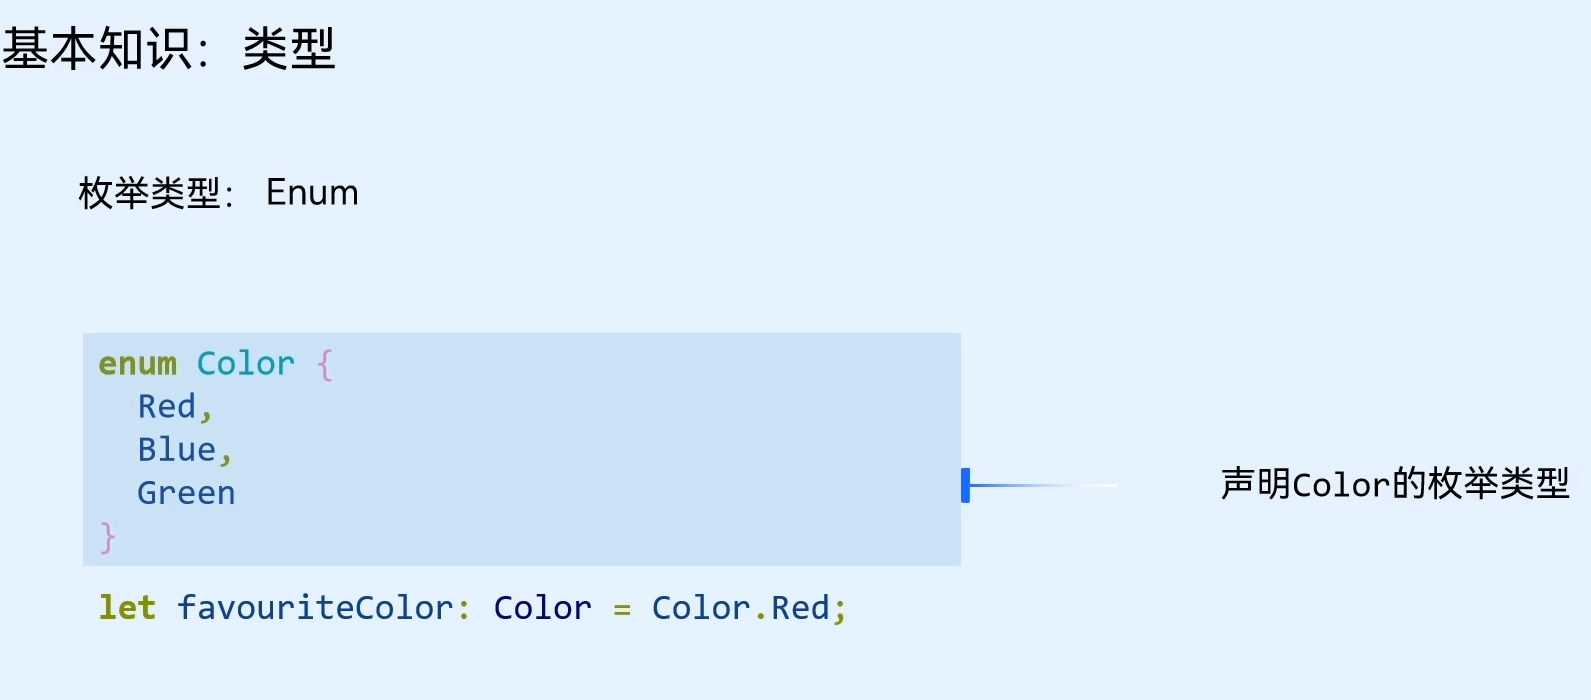 基本知识：类型
枚举类型： Enum
enum Color {
  Red,
  Blue,
  Green
}
声明Color的枚举类型
let favouriteColor: Color = Color.Red;